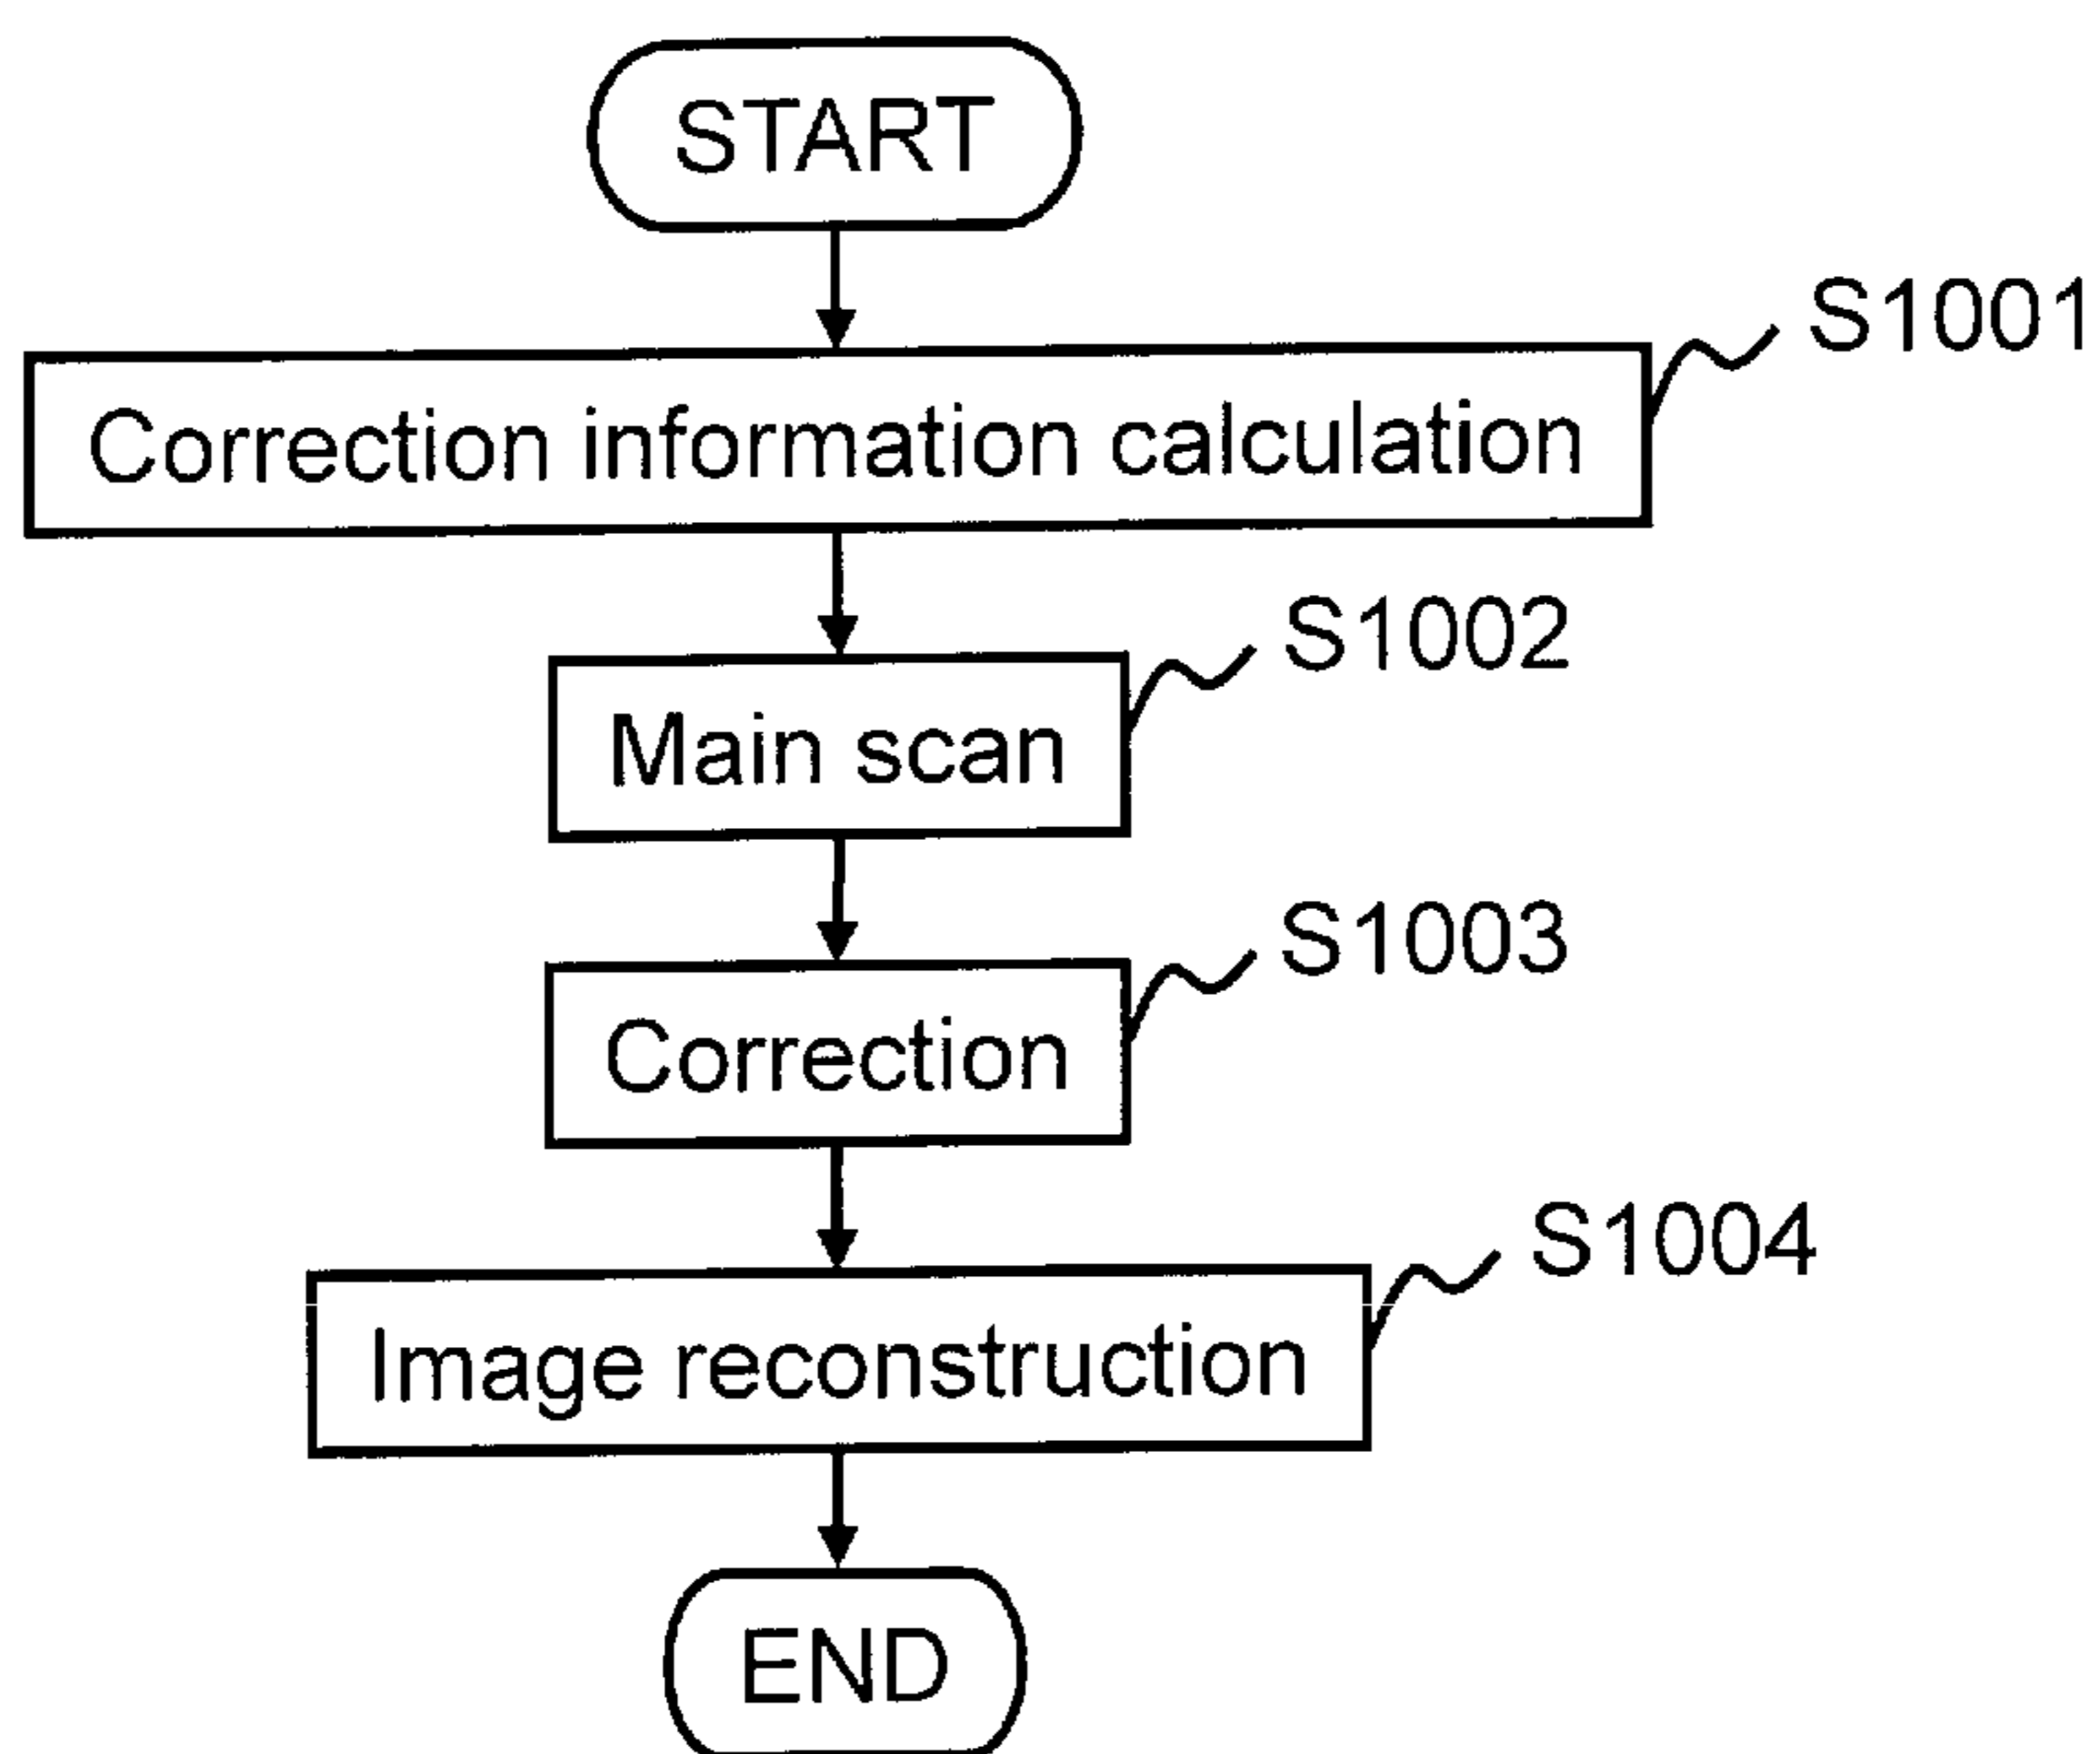 START
S1001
Correction information calculation
S1002
Main scan
S1003
Correction
S1004
Image reconstruction
END